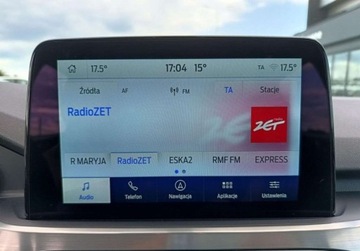 17.5° 17:04 15° TA 17.5°
Źródła AF FM TA Stacje
RadioZET
ZET
R MARYJA RadioZET ESKA2 RMF FM EXPRESS
Audio Telefon Nawigacja Aplikacje Ustawienia